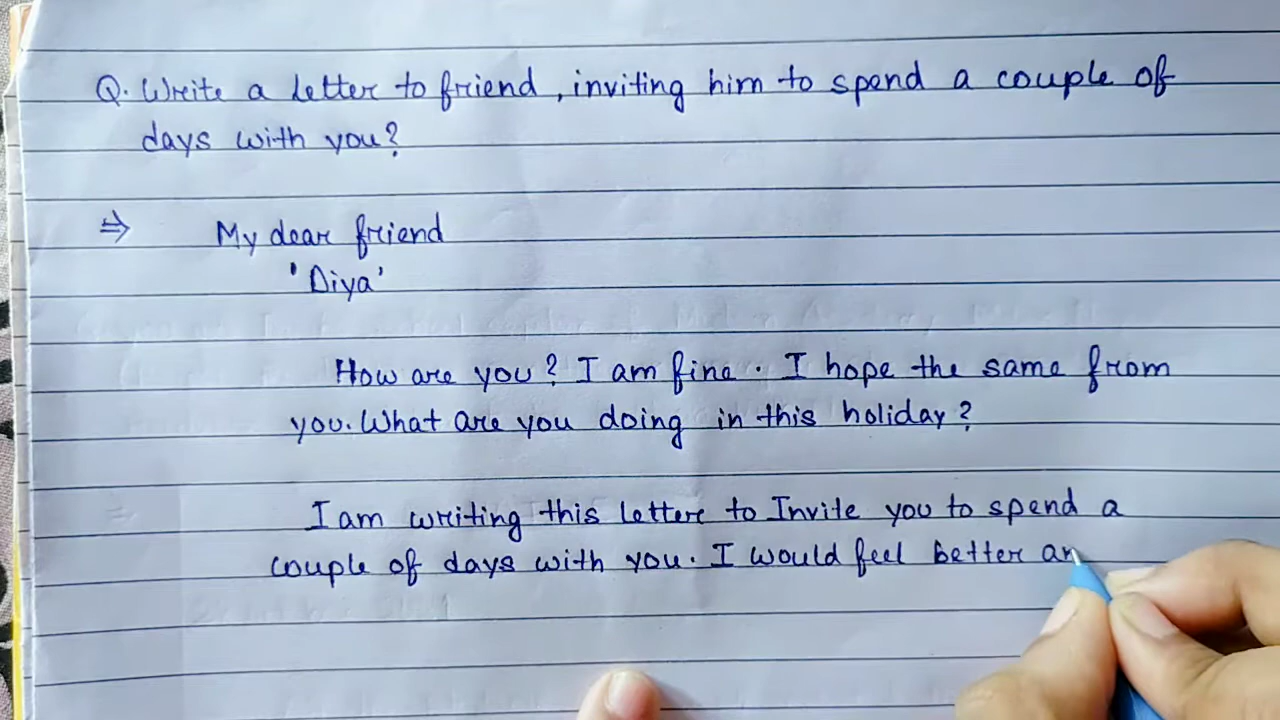 Q. Write a letter to friend, inviting him to spend a couple of
days with you?
⇒ My dear friend
'Diya'
How are you? I am fine. I hope the same from
you. What are you doing in this holiday?
I am writing this letter to Invite you to spend a
couple of days with you. I would feel better an